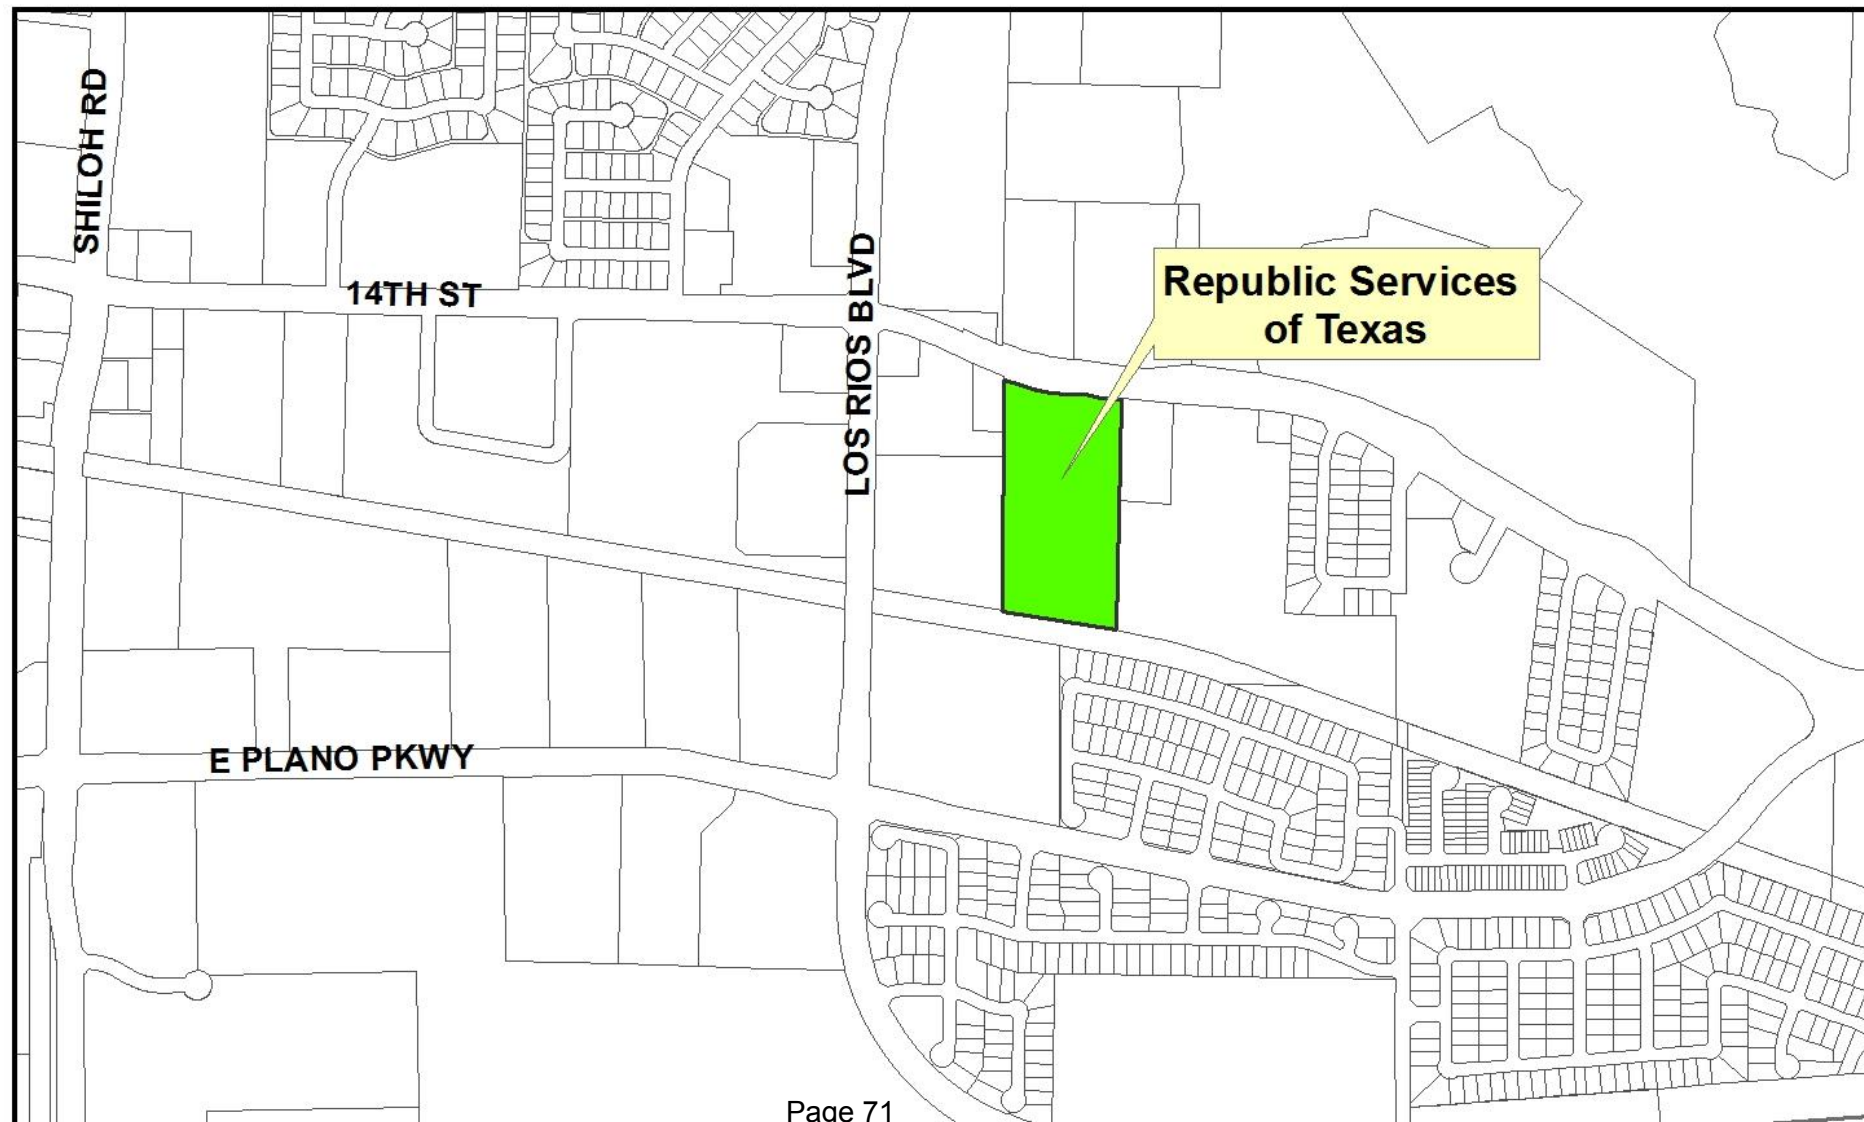 SHILOH RD
Republic Services
of Texas
14TH ST
LOS RIOS BLVD
E PLANO PKWY
Page 71